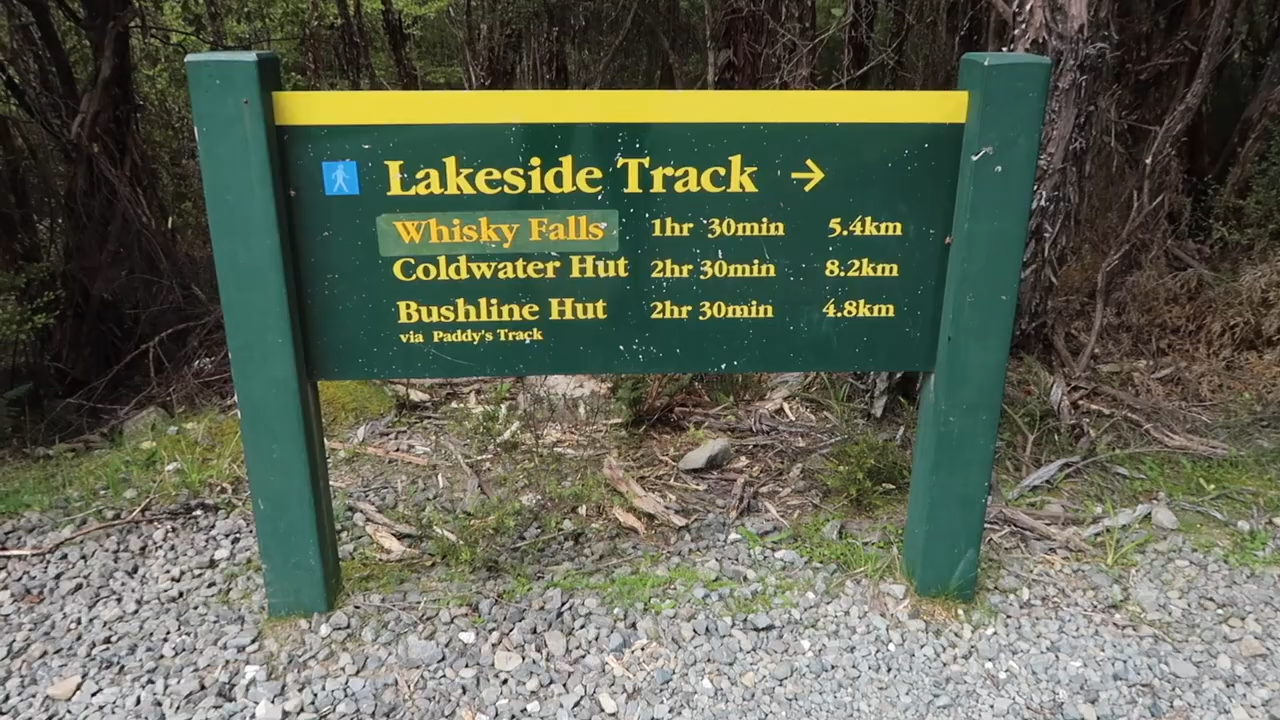 Lakeside Track →
Whisky Falls 1hr 30min 5.4km
Coldwater Hut 2hr 30min 8.2km
Bushline Hut 2hr 30min 4.8km
via Paddy's Track